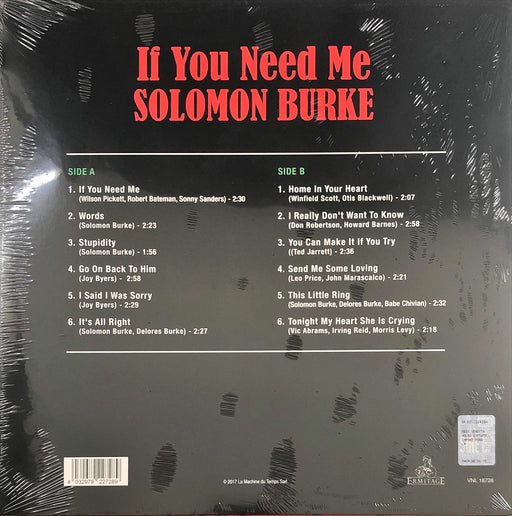 If You Need Me
SOLOMON BURKE
SIDE A
1. If You Need Me
(Wilson Pickett, Robert Bateman, Sonny Sanders) - 2:30
2. Words
(Solomon Burke) - 2:23
3. Stupidity
(Solomon Burke) - 1:56
4. Go On Back To Him
(Joy Byers) - 2:58
5. I Said I Was Sorry
(Joy Byers) - 2:29
6. It's All Right
(Solomon Burke, Delores Burke) - 2:27
SIDE B
1. Home In Your Heart
(Winfield Scott, Otis Blackwell) - 2:07
2. I Really Don't Want To Know
(Don Robertson, Howard Barnes) - 2:58
3. You Can Make It If You Try
((Ted Jarrett) - 2:36
4. Send Me Some Loving
(Leo Price, John Marascalco) - 2:21
5. This Little Ring
(Solomon Burke, Delores Burke, Babe Chivian) - 2:32
6. Tonight My Heart She Is Crying
(Vic Abrams, Irving Reid, Morris Levy) - 2:18
8 032979 227289
© 2017 La Machine du Temps Sarl
ERMITAGE
VNL 18726